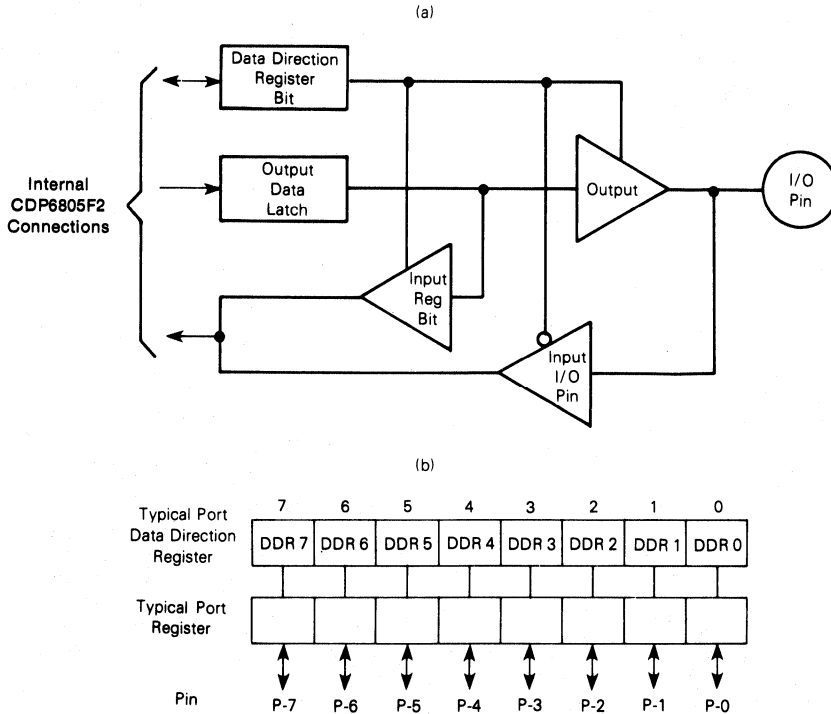 (a)
Data Direction
Register
Bit
Internal
CDP6805F2
Connections
Output
Data
Latch
Output
I/O
Pin
Input
Reg
Bit
Input
I/O
Pin
(b)
Typical Port
Data Direction
Register
7 6 5 4 3 2 1 0
DDR 7 DDR 6 DDR 5 DDR 4 DDR 3 DDR 2 DDR 1 DDR 0
Typical Port
Register
Pin P-7 P-6 P-5 P-4 P-3 P-2 P-1 P-0